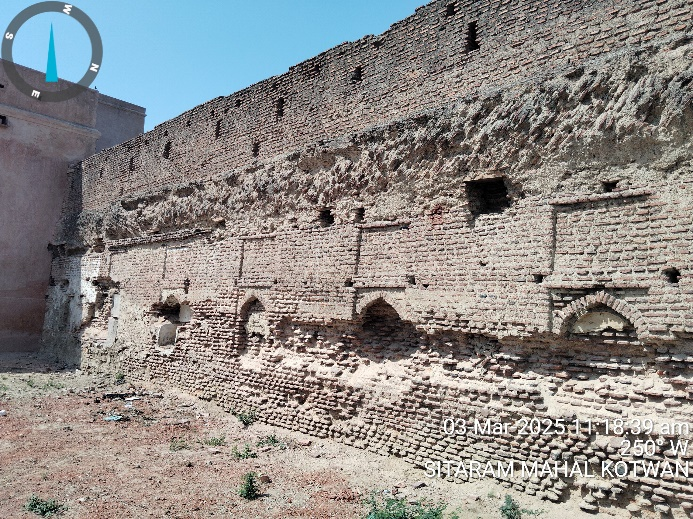 W
S
N
E
03 Mar 2025 11:18:39 am
250° W
SITARAM MAHAL KOTWAN